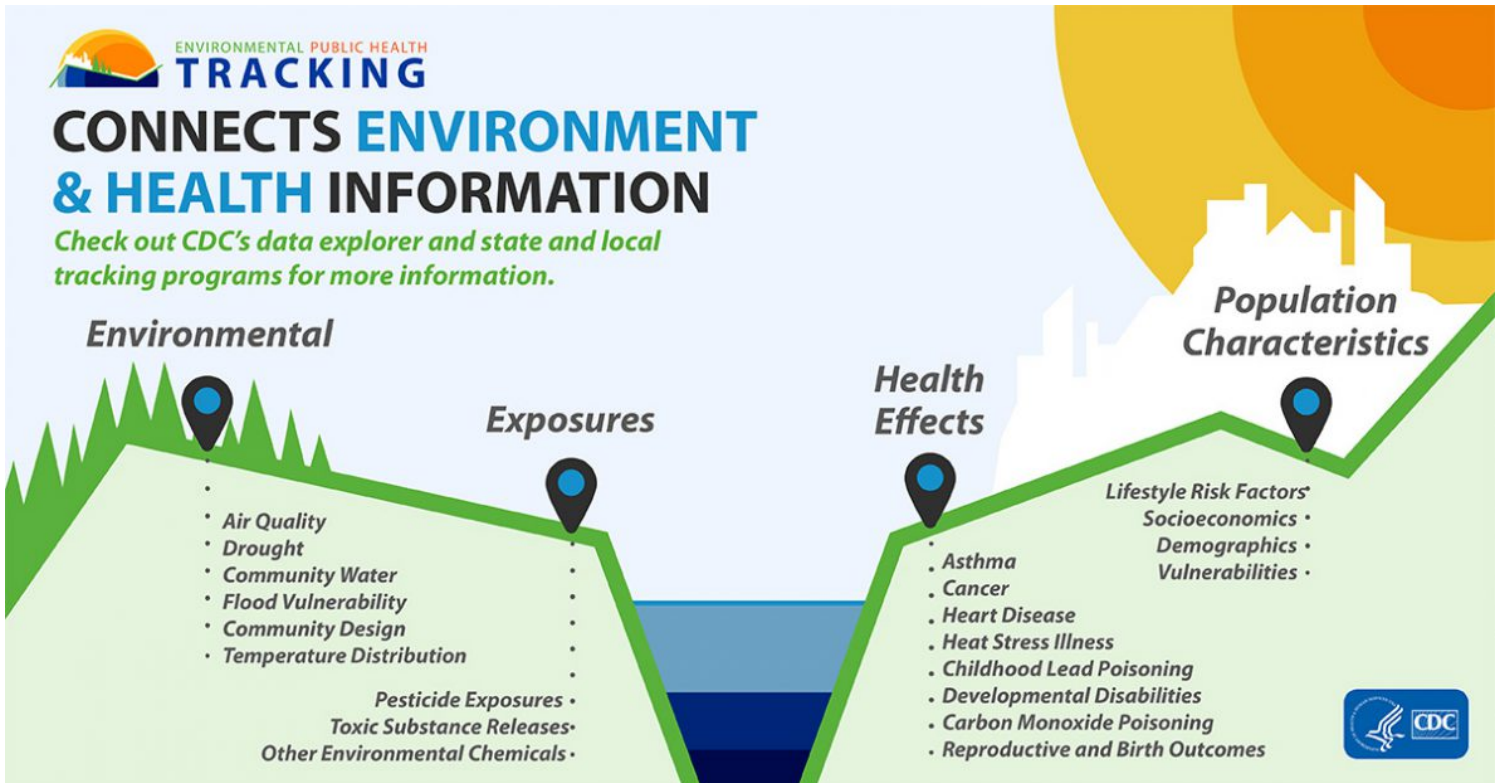 ENVIRONMENTAL PUBLIC HEALTH
TRACKING
CONNECTS ENVIRONMENT
& HEALTH INFORMATION
Check out CDC's data explorer and state and local
tracking programs for more information.
Environmental
• Air Quality
• Drought
• Community Water
• Flood Vulnerability
• Community Design
• Temperature Distribution
Exposures
Pesticide Exposures •
Toxic Substance Releases•
Other Environmental Chemicals•
Health
Effects
• Asthma
• Cancer
• Heart Disease
• Heat Stress Illness
• Childhood Lead Poisoning
• Developmental Disabilities
• Carbon Monoxide Poisoning
• Reproductive and Birth Outcomes
Population
Characteristics
Lifestyle Risk Factors•
Socioeconomics •
Demographics •
Vulnerabilities •
CDC